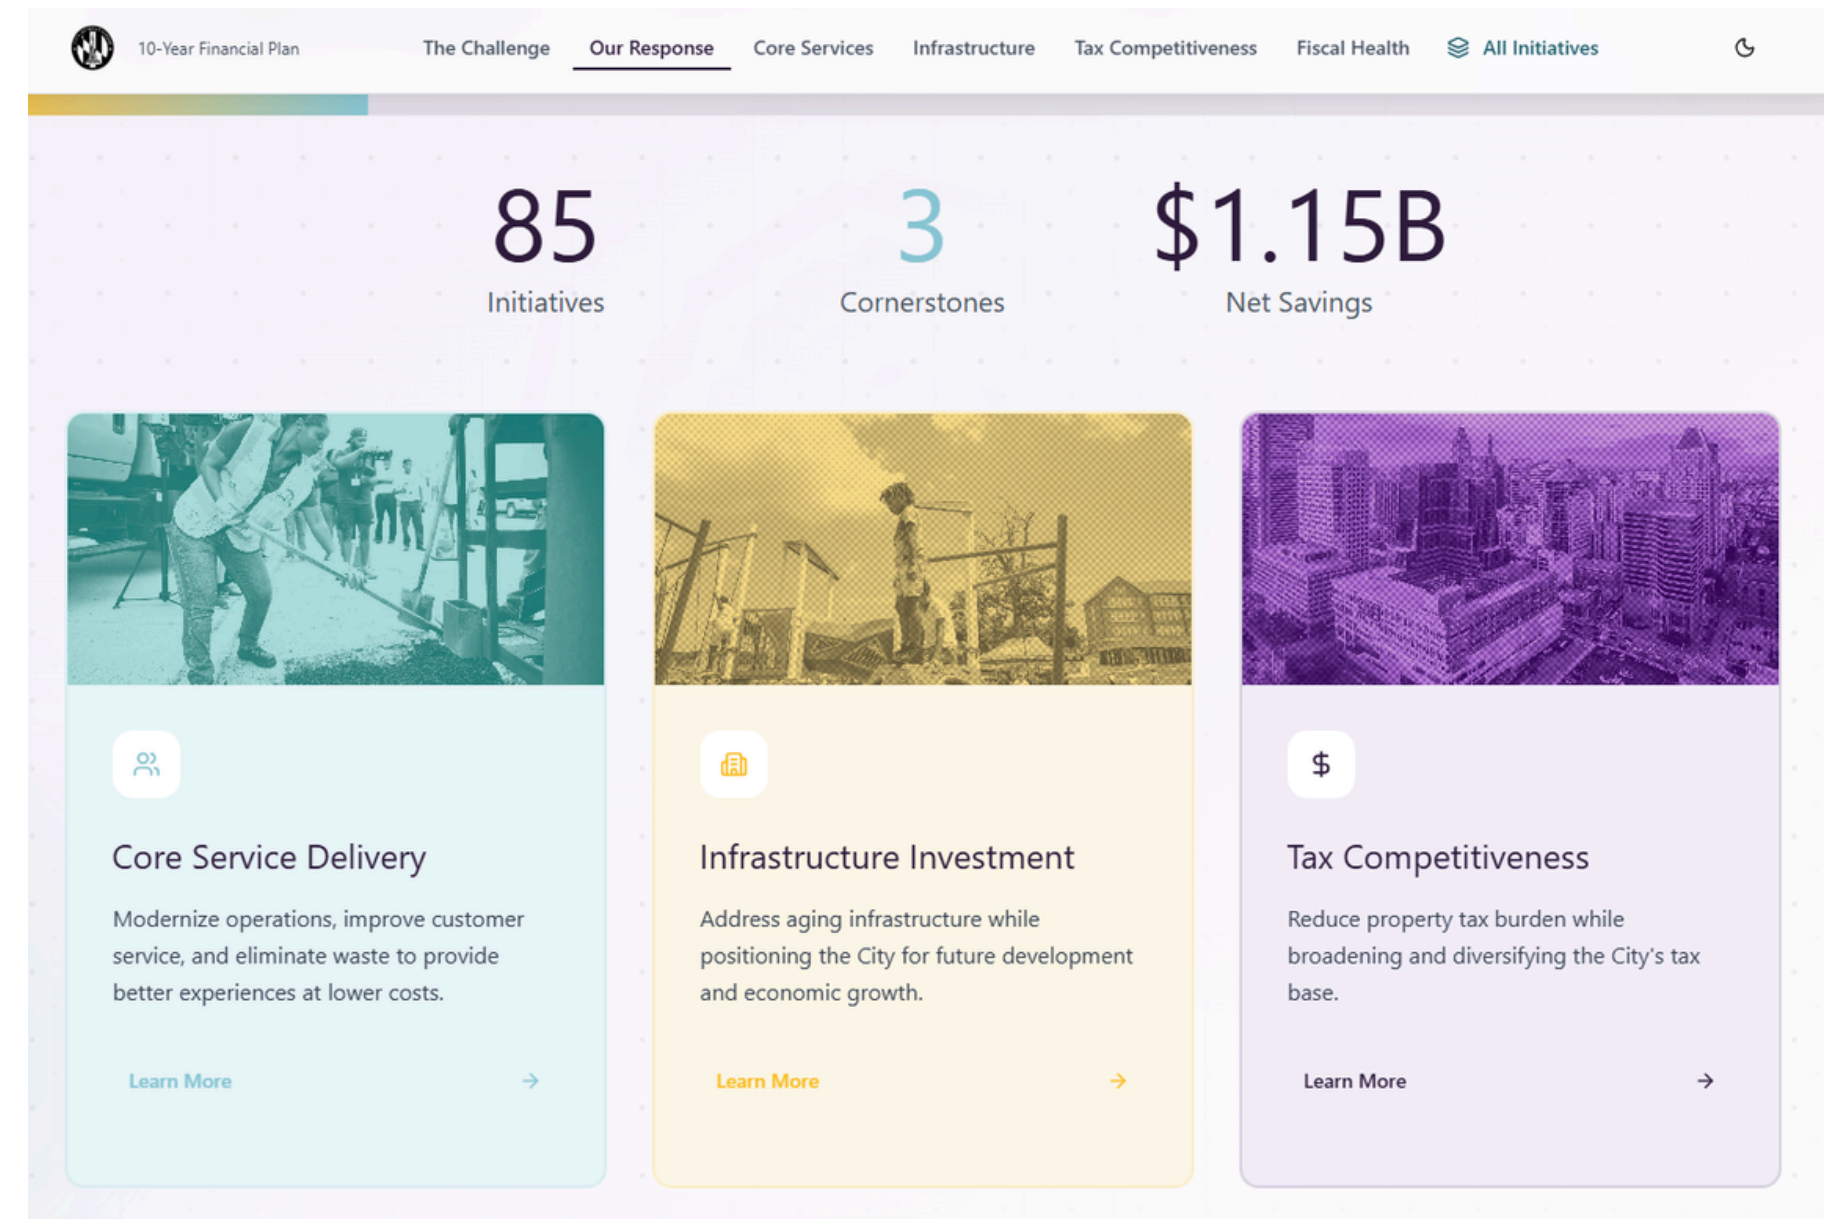 10-Year Financial Plan
The Challenge
Our Response
Core Services
Infrastructure
Tax Competitiveness
Fiscal Health
All Initiatives
85
Initiatives
3
Cornerstones
$1.15B
Net Savings
Core Service Delivery
Modernize operations, improve customer
service, and eliminate waste to provide
better experiences at lower costs.
Learn More
Infrastructure Investment
Address aging infrastructure while
positioning the City for future development
and economic growth.
Learn More
Tax Competitiveness
Reduce property tax burden while
broadening and diversifying the City's tax
base.
Learn More